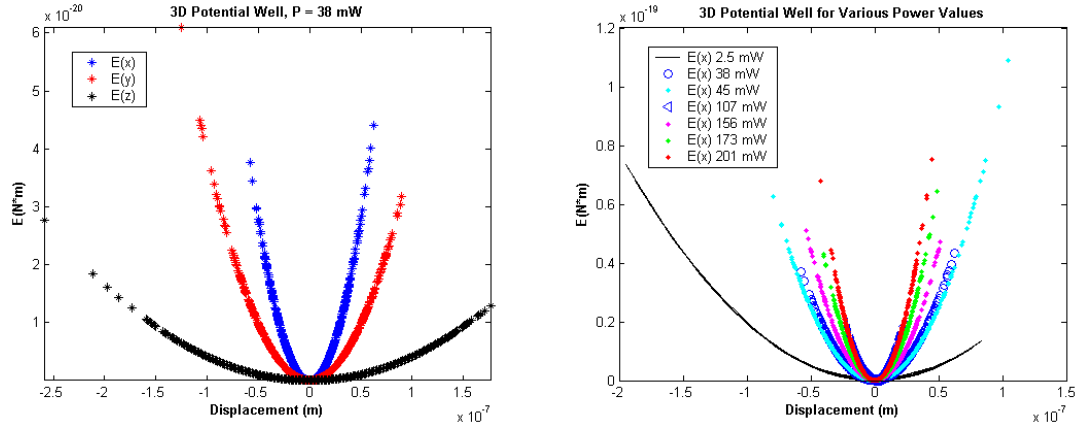 3D Potential Well, P = 38 mW
x 10^-20
6
5
4
3
2
1
E(N*m)
E(x)
E(y)
E(z)
-2.5 -2 -1.5 -1 -0.5 0 0.5 1 1.5
Displacement (m)
x 10^-7
3D Potential Well for Various Power Values
x 10^-19
1.2
1
0.8
0.6
0.4
0.2
0
E(N*m)
E(x) 2.5 mW
E(x) 38 mW
E(x) 45 mW
E(x) 107 mW
E(x) 156 mW
E(x) 173 mW
E(x) 201 mW
-2 -1.5 -1 -0.5 0 0.5 1 1.5
Displacement (m)
x 10^-7